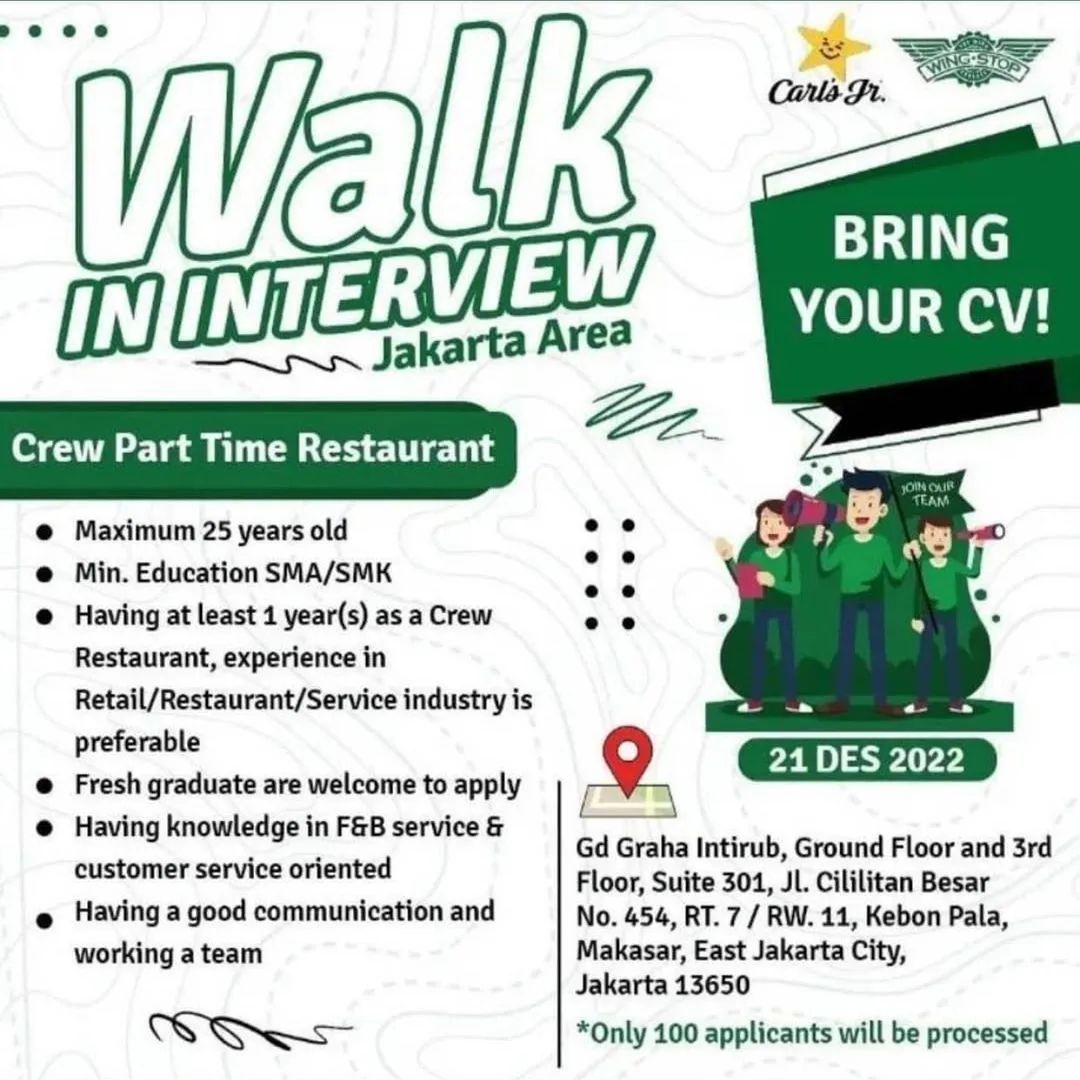 Walk
IN INTERVIEW
Jakarta Area
Carl's Jr.
WING·STOP
BRING
YOUR CV!
Crew Part Time Restaurant
Maximum 25 years old
Min. Education SMA/SMK
Having at least 1 year(s) as a Crew
Restaurant, experience in
Retail/Restaurant/Service industry is
preferable
Fresh graduate are welcome to apply
Having knowledge in F&B service &
customer service oriented
Having a good communication and
working a team
JOIN OUR
TEAM
21 DES 2022
Gd Graha Intirub, Ground Floor and 3rd
Floor, Suite 301, Jl. Cililitan Besar
No. 454, RT. 7 / RW. 11, Kebon Pala,
Makasar, East Jakarta City,
Jakarta 13650
*Only 100 applicants will be processed